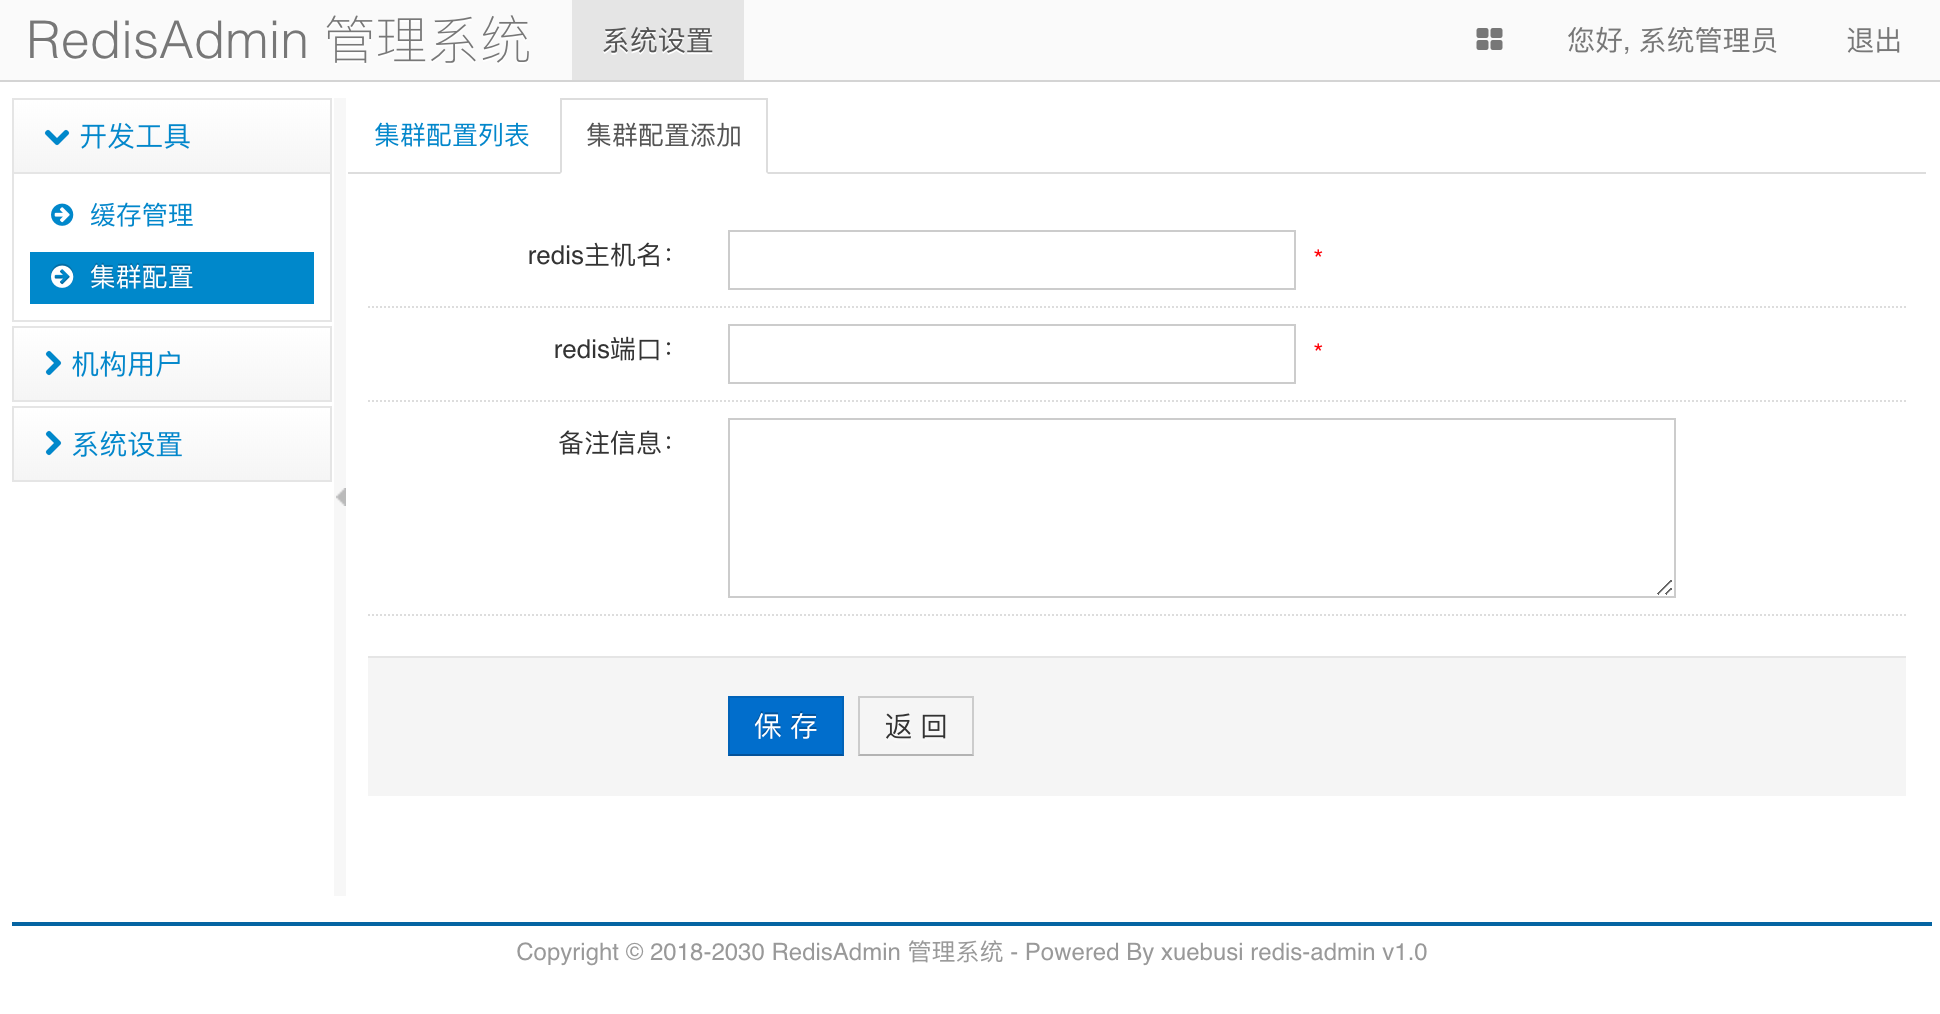 RedisAdmin 管理系统
系统设置
您好, 系统管理员
退出
开发工具
缓存管理
集群配置
机构用户
系统设置
集群配置列表
集群配置添加
redis主机名：
*
redis端口：
*
备注信息：
保 存
返 回
Copyright © 2018-2030 RedisAdmin 管理系统 - Powered By xuebusi redis-admin v1.0